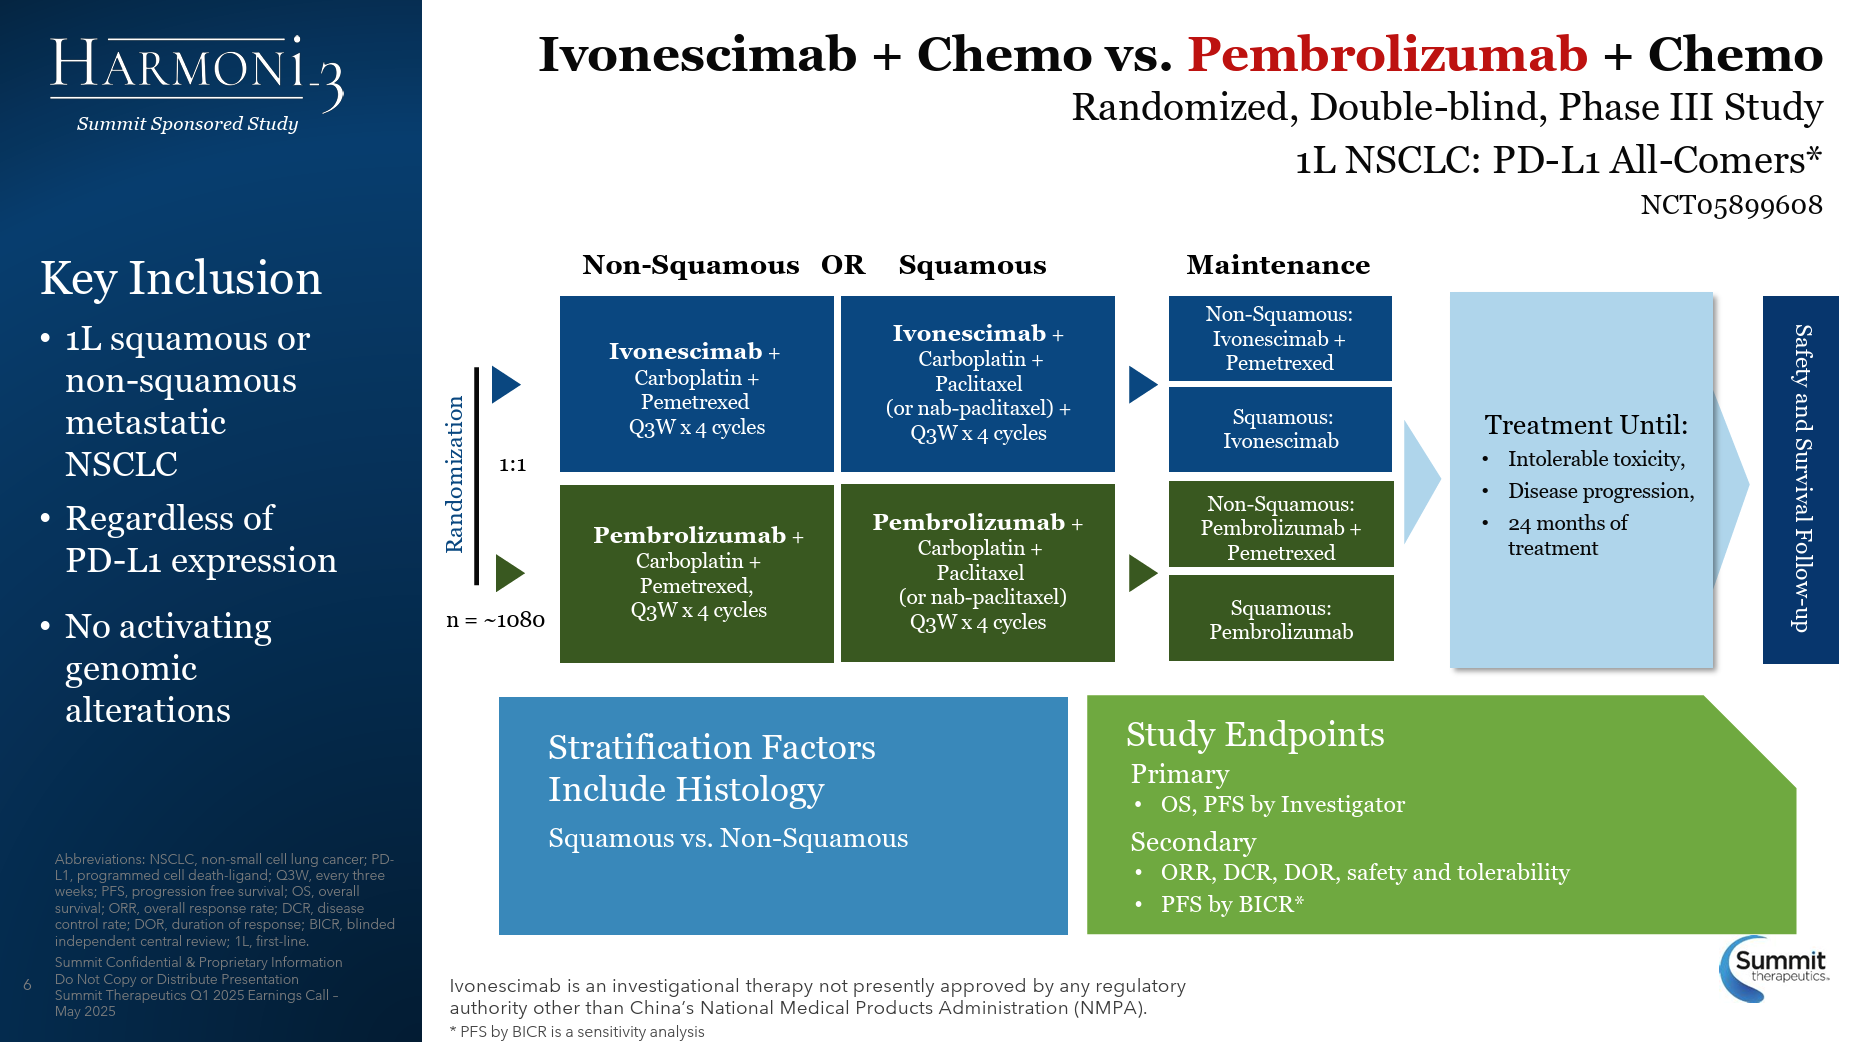 HARMONi-3
Summit Sponsored Study
Key Inclusion
• 1L squamous or
non-squamous
metastatic
NSCLC
• Regardless of
PD-L1 expression
• No activating
genomic
alterations
Abbreviations: NSCLC, non-small cell lung cancer; PD-
L1, programmed cell death-ligand; Q3W, every three
weeks; PFS, progression free survival; OS, overall
survival; ORR, overall response rate; DCR, disease
control rate; DOR, duration of response; BICR, blinded
independent central review; 1L, first-line.
Summit Confidential & Proprietary Information
Do Not Copy or Distribute Presentation
Summit Therapeutics Q1 2025 Earnings Call –
May 2025
6
Ivonescimab + Chemo vs. Pembrolizumab + Chemo
Randomized, Double-blind, Phase III Study
1L NSCLC: PD-L1 All-Comers*
NCT05899608
Randomization
1:1
n = ~1080
Non-Squamous OR Squamous
Ivonescimab +
Carboplatin +
Pemetrexed
Q3W x 4 cycles
Ivonescimab +
Carboplatin +
Paclitaxel
(or nab-paclitaxel) +
Q3W x 4 cycles
Pembrolizumab +
Carboplatin +
Pemetrexed,
Q3W x 4 cycles
Pembrolizumab +
Carboplatin +
Paclitaxel
(or nab-paclitaxel)
Q3W x 4 cycles
Maintenance
Non-Squamous:
Ivonescimab +
Pemetrexed
Squamous:
Ivonescimab
Non-Squamous:
Pembrolizumab +
Pemetrexed
Squamous:
Pembrolizumab
Treatment Until:
• Intolerable toxicity,
• Disease progression,
• 24 months of
treatment
Safety and Survival Follow-up
Stratification Factors
Include Histology
Squamous vs. Non-Squamous
Study Endpoints
Primary
• OS, PFS by Investigator
Secondary
• ORR, DCR, DOR, safety and tolerability
• PFS by BICR*
Ivonescimab is an investigational therapy not presently approved by any regulatory
authority other than China’s National Medical Products Administration (NMPA).
* PFS by BICR is a sensitivity analysis
Summit
therapeutics™